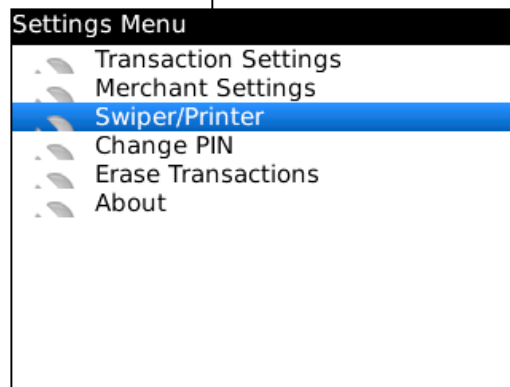 Settings Menu
Transaction Settings
Merchant Settings
Swiper/Printer
Change PIN
Erase Transactions
About